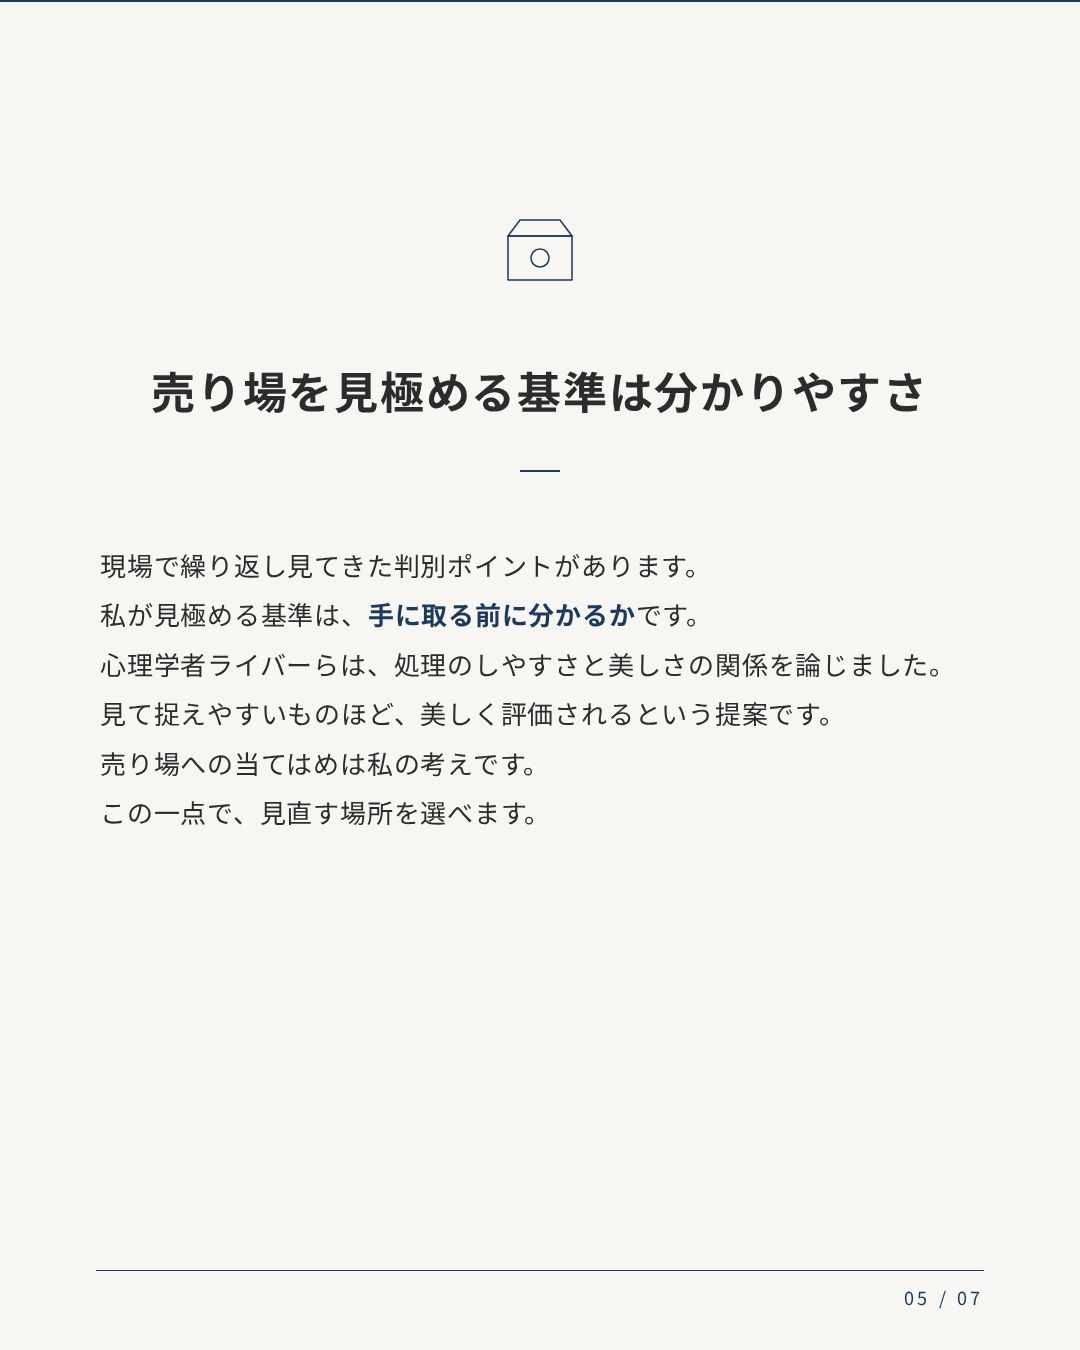 売り場を見極める基準は分かりやすさ
現場で繰り返し見てきた判別ポイントがあります。
私が見極める基準は、手に取る前に分かるかです。
心理学者ライバーらは、処理のしやすさと美しさの関係を論じました。
見て捉えやすいものほど、美しく評価されるという提案です。
売り場への当てはめは私の考えです。
この一点で、見直す場所を選べます。
05 / 07